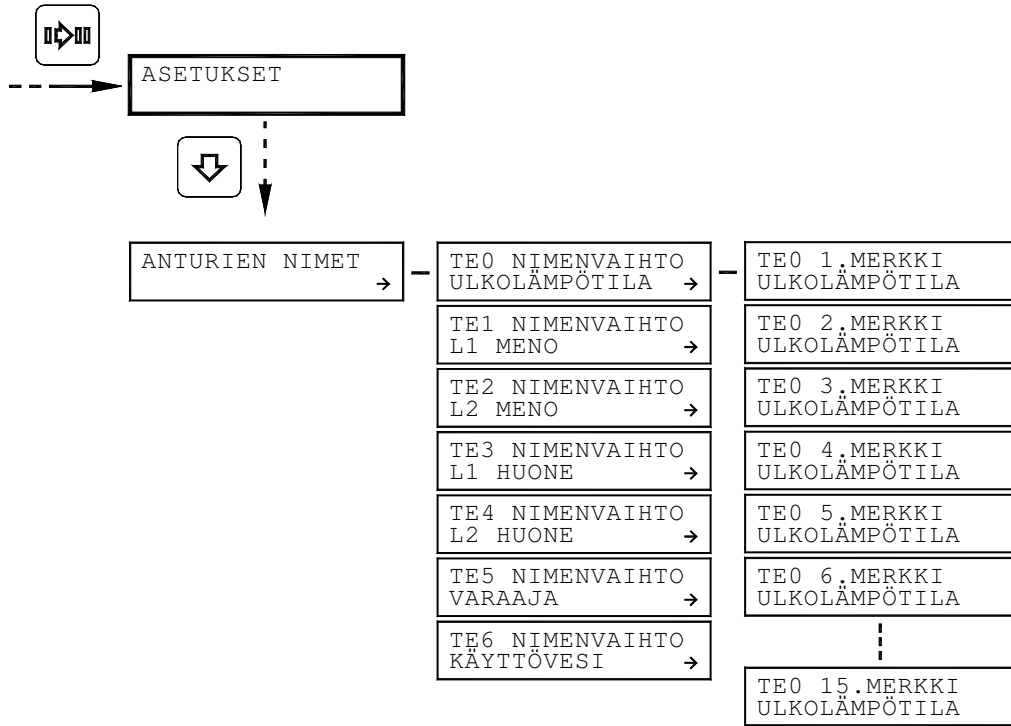 ASETUKSET
ANTURIEN NIMET
→
TE0 NIMENVAIHTO
ULKOLÄMPÖTILA →
TE1 NIMENVAIHTO
L1 MENO →
TE2 NIMENVAIHTO
L2 MENO →
TE3 NIMENVAIHTO
L1 HUONE →
TE4 NIMENVAIHTO
L2 HUONE →
TE5 NIMENVAIHTO
VARAAJA →
TE6 NIMENVAIHTO
KÄYTTÖVESI →
TE0 1.MERKKI
ULKOLÄMPÖTILA
TE0 2.MERKKI
ULKOLÄMPÖTILA
TE0 3.MERKKI
ULKOLÄMPÖTILA
TE0 4.MERKKI
ULKOLÄMPÖTILA
TE0 5.MERKKI
ULKOLÄMPÖTILA
TE0 6.MERKKI
ULKOLÄMPÖTILA
TE0 15.MERKKI
ULKOLÄMPÖTILA